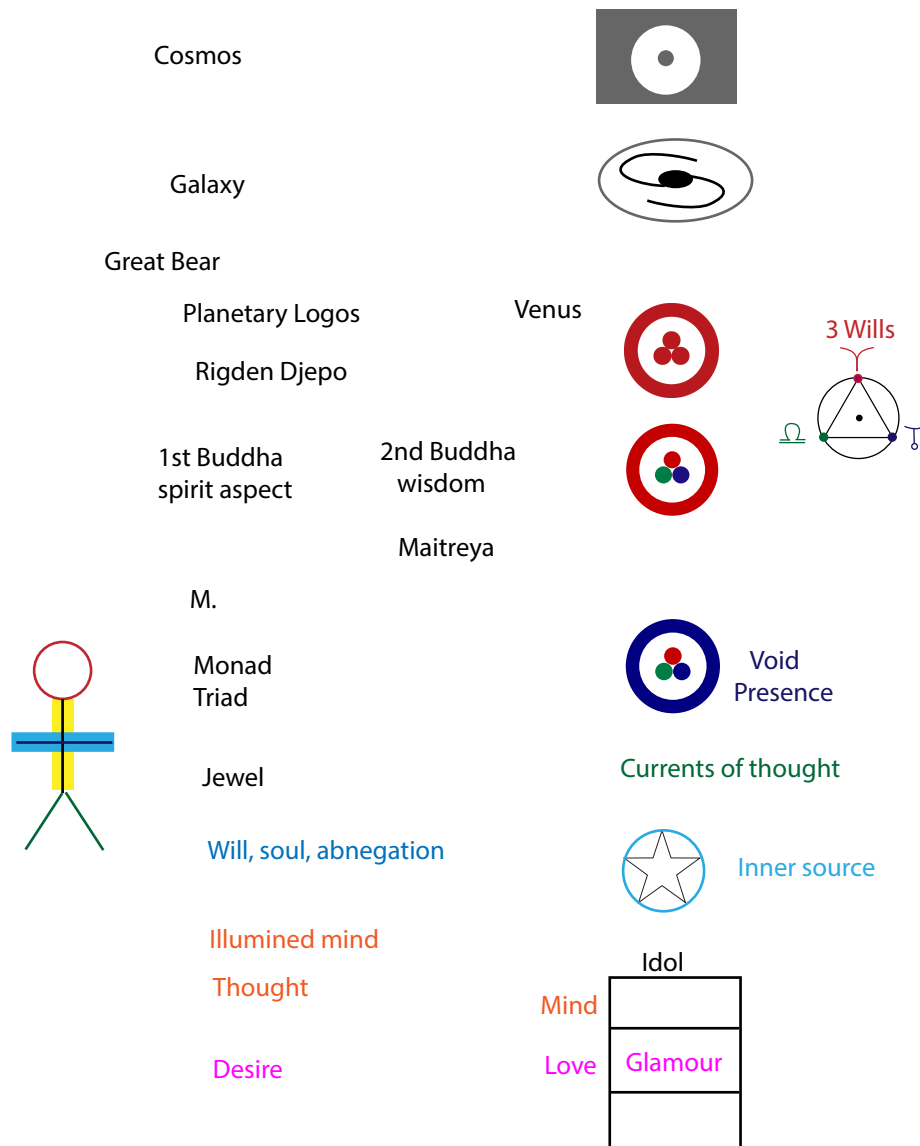 Cosmos
Galaxy
Great Bear
Planetary Logos
Venus
3 Wills
Rigden Djepo
1st Buddha
spirit aspect
2nd Buddha
wisdom
Maitreya
M.
Monad
Triad
Void
Presence
Jewel
Currents of thought
Will, soul, abnegation
Inner source
Illumined mind
Idol
Thought
Mind
Desire
Love
Glamour